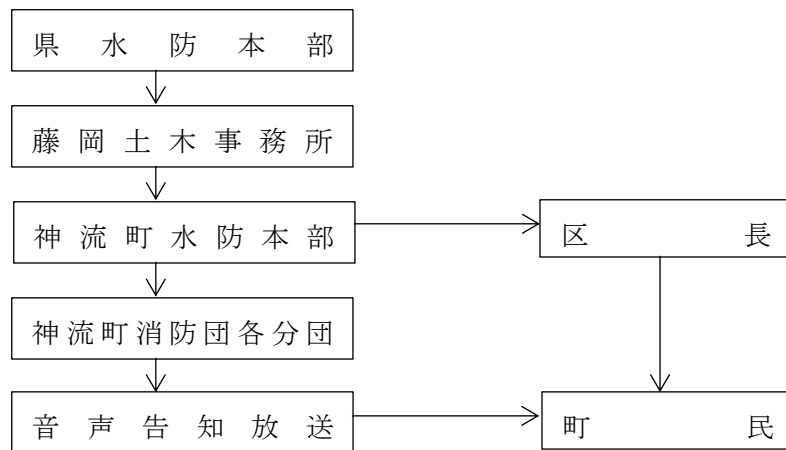 県水防本部
藤岡土木事務所
神流町水防本部
区長
神流町消防団各分団
音声告知放送
町民